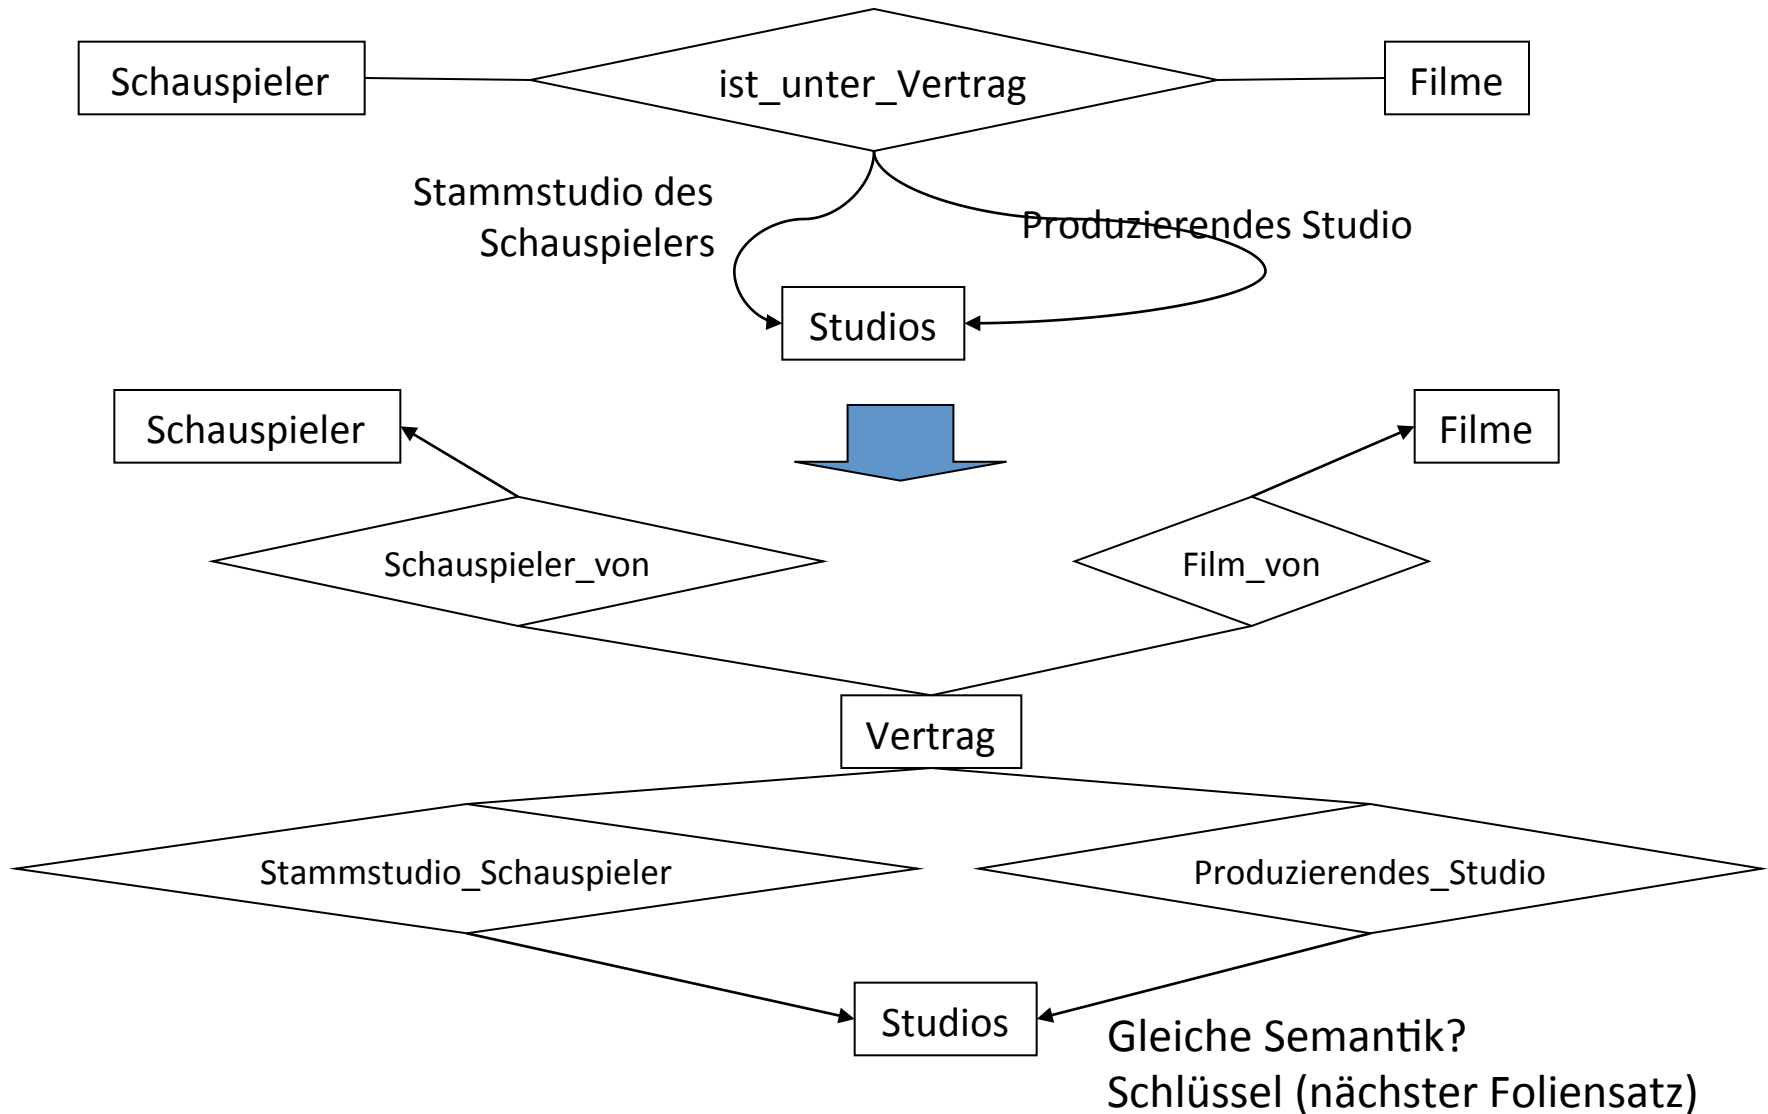 Schauspieler
ist_unter_Vertrag
Filme
Stammstudio des
Schauspielers
Produzierendes Studio
Studios
Schauspieler
Filme
Schauspieler_von
Film_von
Vertrag
Stammstudio_Schauspieler
Produzierendes_Studio
Studios
Gleiche Semantik?
Schlüssel (nächster Foliensatz)